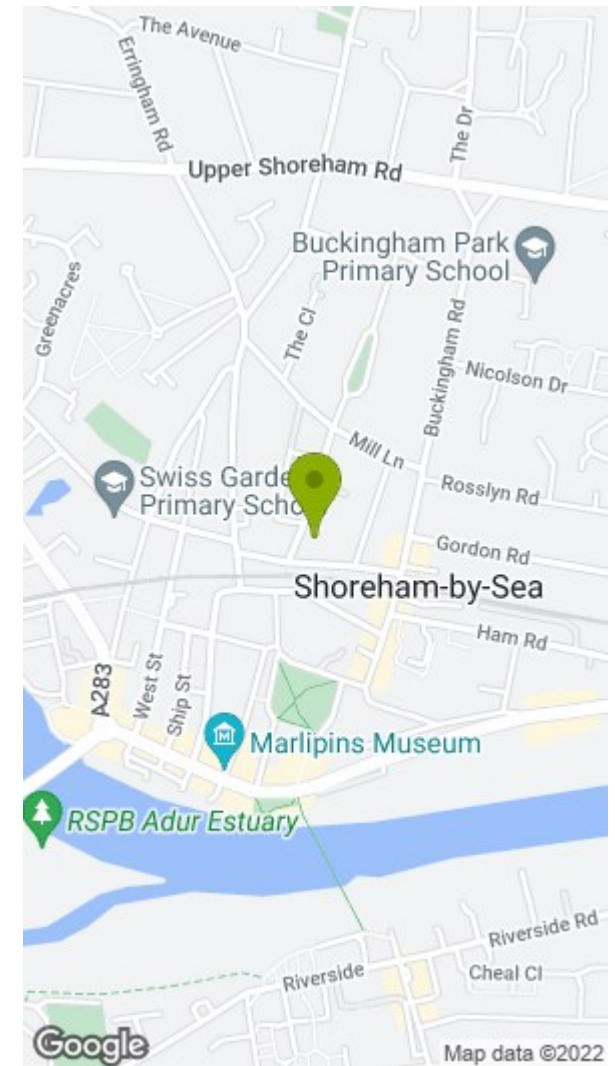 The Avenue
Erringham Rd
The Dr
Upper Shoreham Rd
Buckingham Park
Primary School
Greenacres
The Cl
Buckingham Rd
Nicolson Dr
Mill Ln
Swiss Garde
Primary Scho
Rosslyn Rd
Gordon Rd
Shoreham-by-Sea
Ham Rd
A283
West St
Ship St
M
Marlipins Museum
RSPB Adur Estuary
Riverside Rd
Riverside
Cheal Cl
Google
Map data ©2022